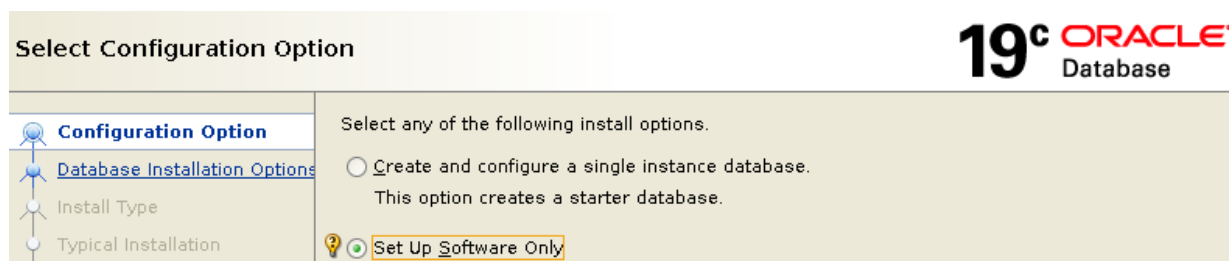 Select Configuration Option
19c ORACLE
Database
Configuration Option
Database Installation Options
Install Type
Typical Installation
Select any of the following install options.
Create and configure a single instance database.
This option creates a starter database.
Set Up Software Only